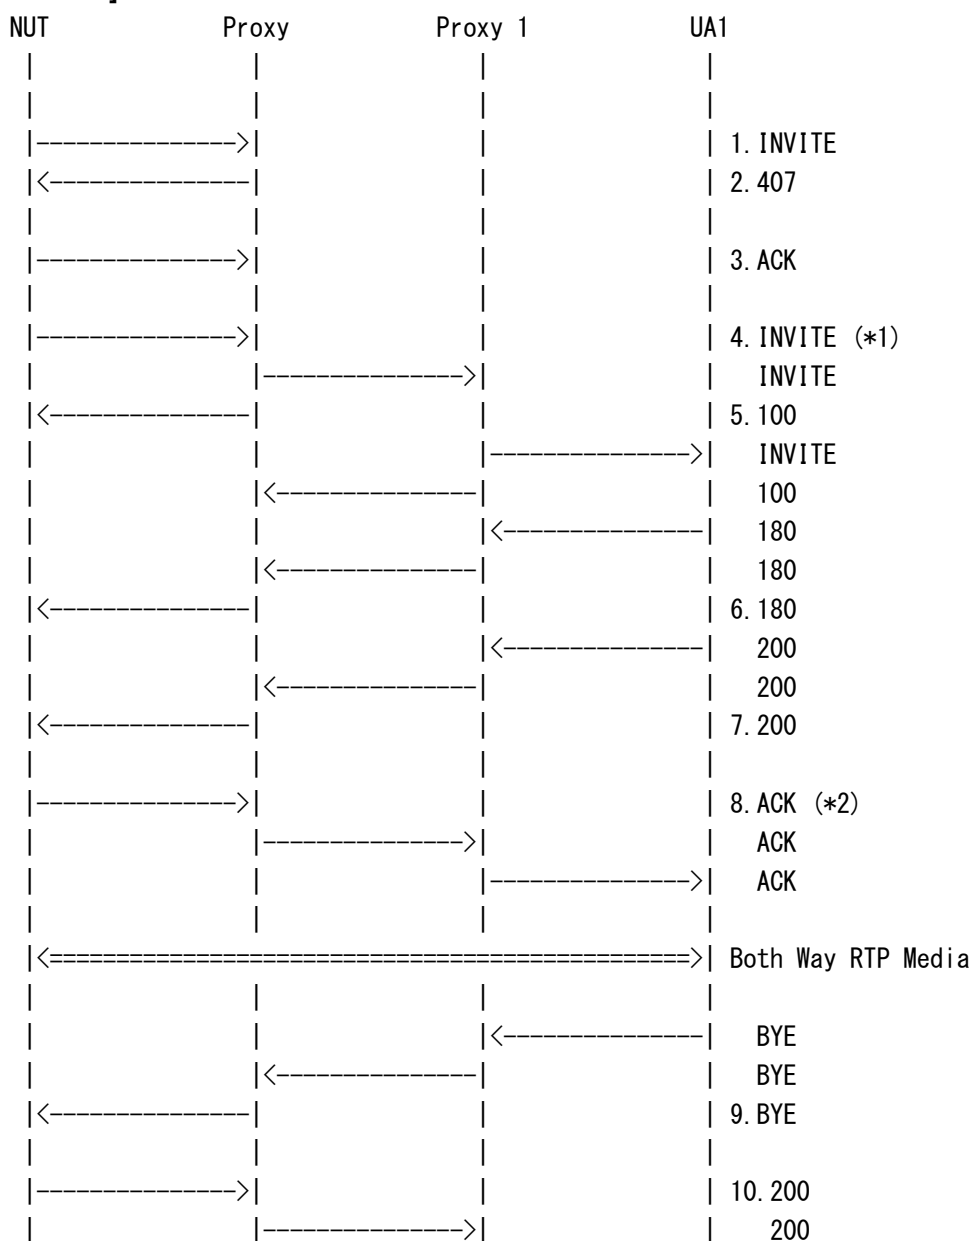 NUT Proxy Proxy 1 UA1
1. INVITE
2. 407
3. ACK
4. INVITE (*1)
INVITE
5. 100
INVITE
100
180
180
6. 180
200
200
7. 200
8. ACK (*2)
ACK
ACK
Both Way RTP Media
BYE
BYE
9. BYE
10. 200
200